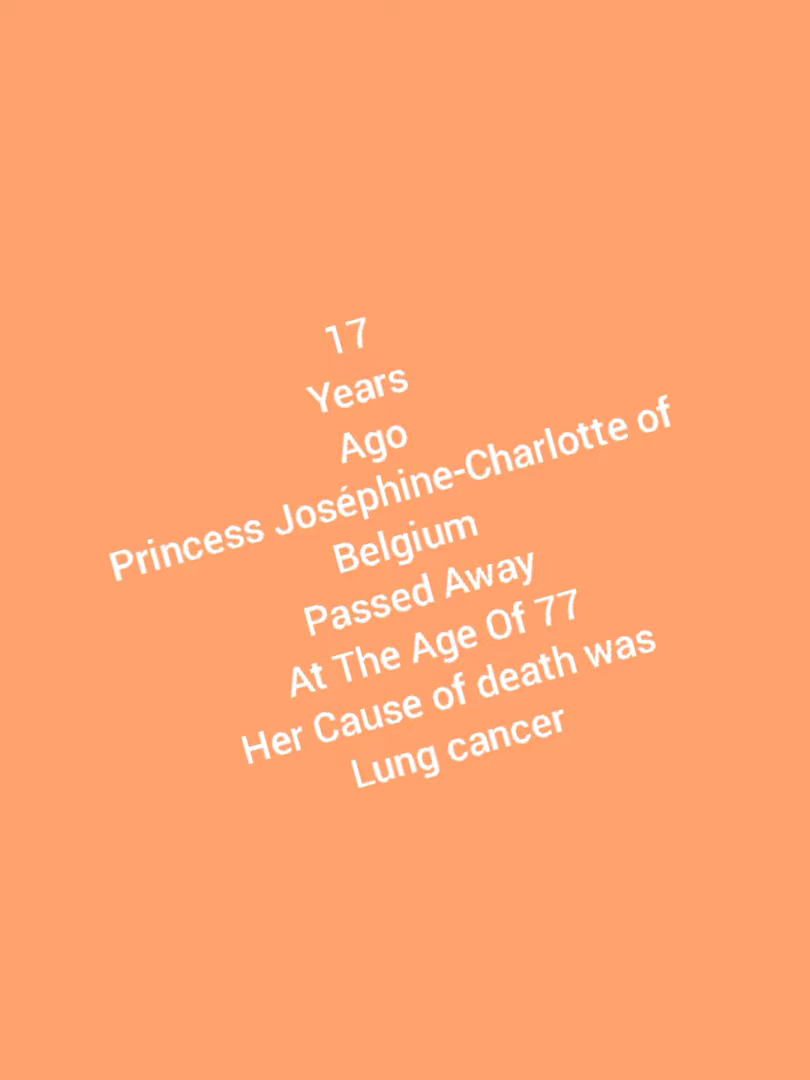 17
Years
Ago
Princess Joséphine-Charlotte of
Belgium
Passed Away
At The Age Of 77
Her Cause of death was
Lung cancer